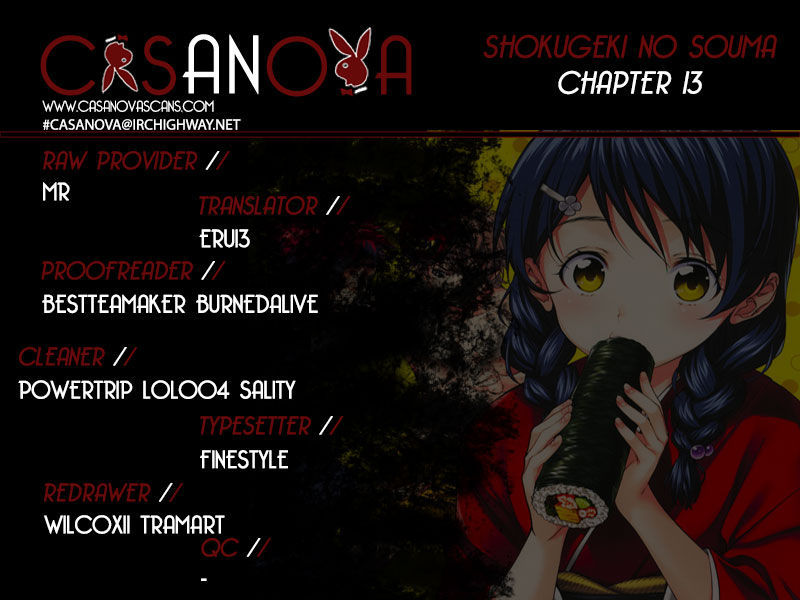 CASANOVA
WWW.CASANOVASCANS.COM
#CASANOVA@IRCHIGHWAY.NET
SHOKUGEKI NO SOUMA
CHAPTER 13
RAW PROVIDER //
MR
TRANSLATOR //
ERU13
PROOFREADER //
BESTTEAMAKER BURNEDALIVE
CLEANER //
POWERTRIP LOLO04 SALITY
TYPESETTER //
FINESTYLE
REDRAWER //
WILCOXII TRAMART
QC //
-